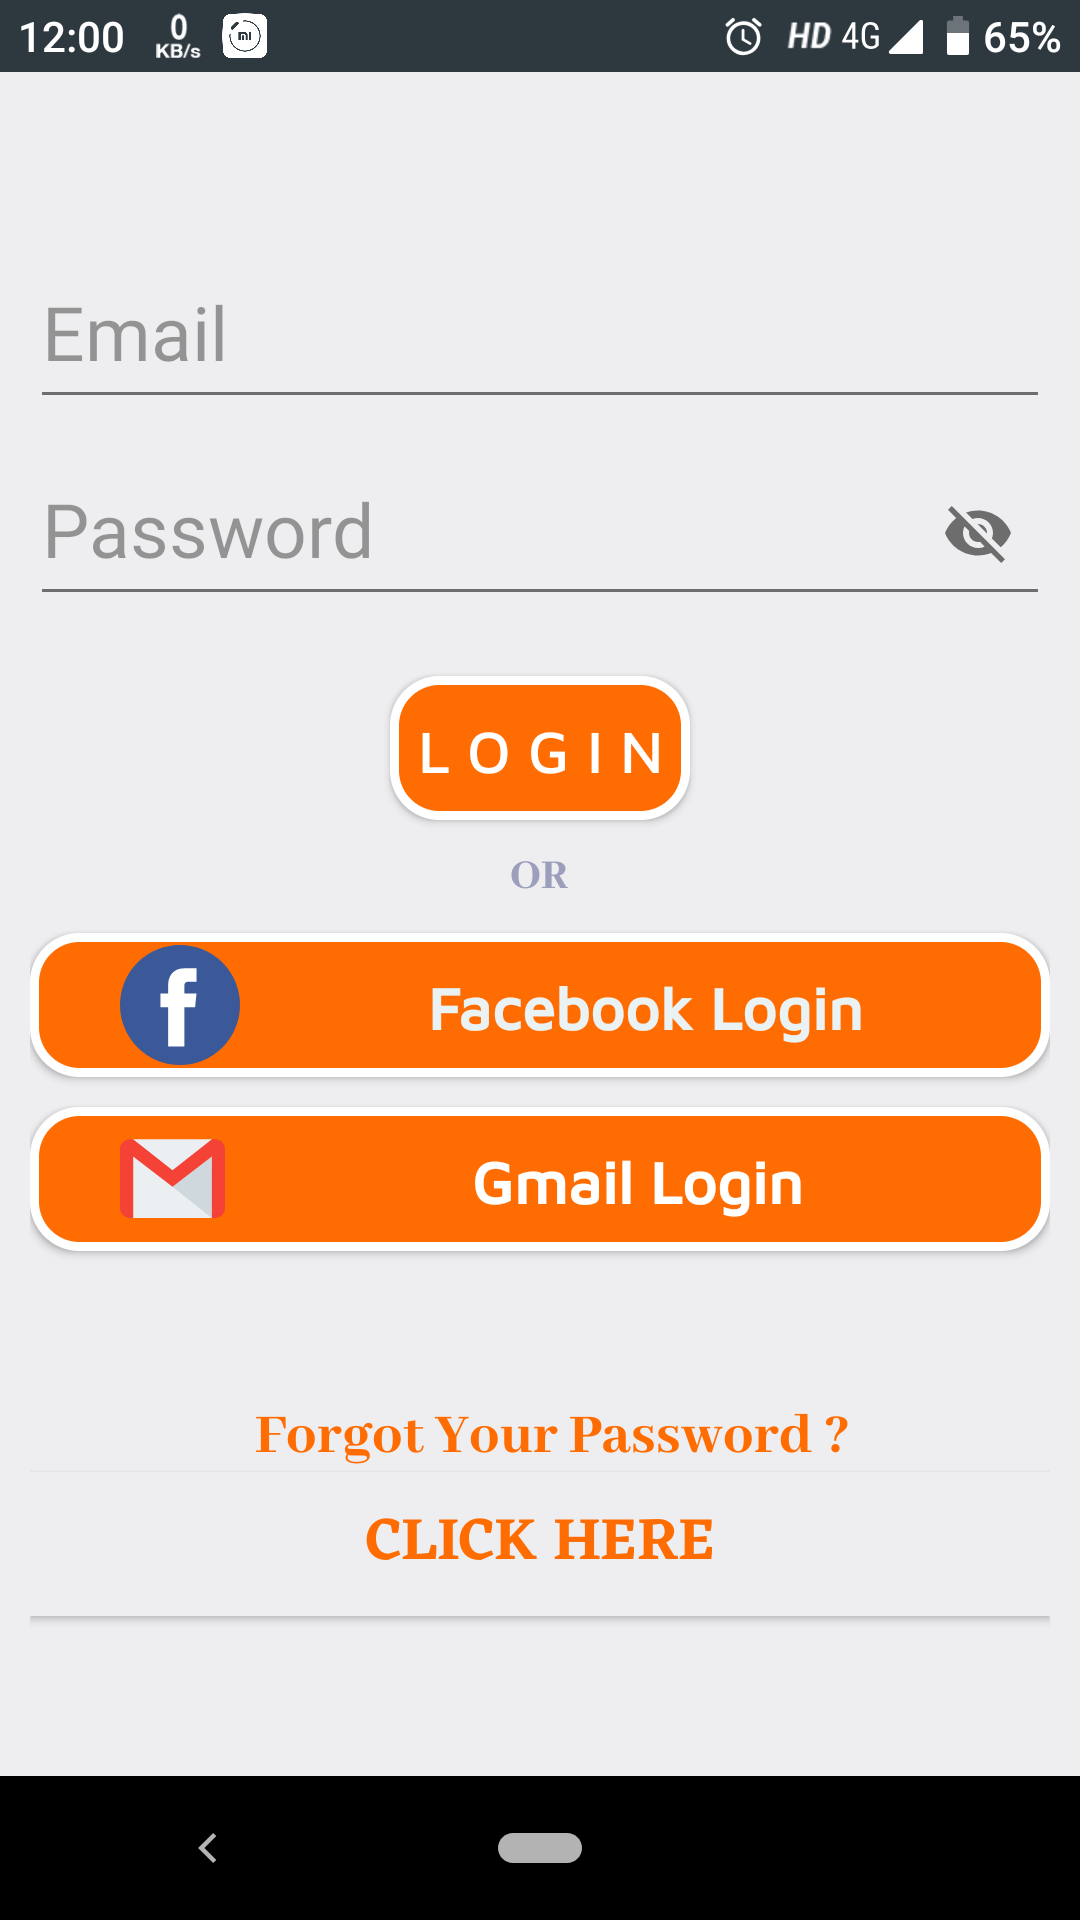 12:00 0 KB/s mi HD 4G 65%
Email
Password
LOGIN
OR
f Facebook Login
Gmail Login
Forgot Your Password ?
CLICK HERE